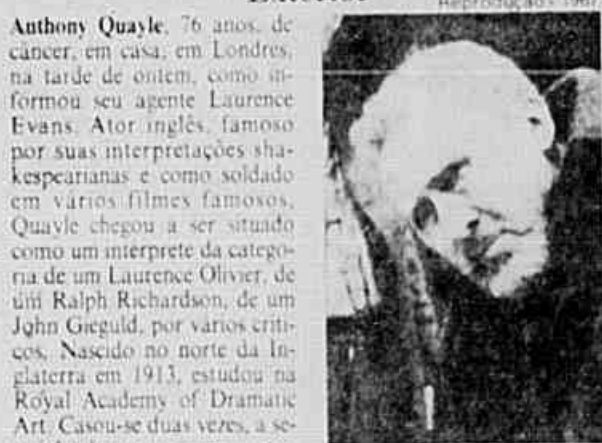 Reprodução
Anthony Quayle, 76 anos, de
câncer, em casa, em Londres,
na tarde de ontem, como in-
formou seu agente Laurence
Evans. Ator inglês, famoso
por suas interpretações sha-
kespearianas e como soldado
em vários filmes famosos,
Quayle chegou a ser situado
como um intérprete da catego-
ria de um Laurence Olivier, de
um Ralph Richardson, de um
John Gieguld, por vários críti-
cos. Nascido no norte da In-
glaterra em 1913, estudou na
Royal Academy of Dramatic
Art. Casou-se duas vezes, a se-